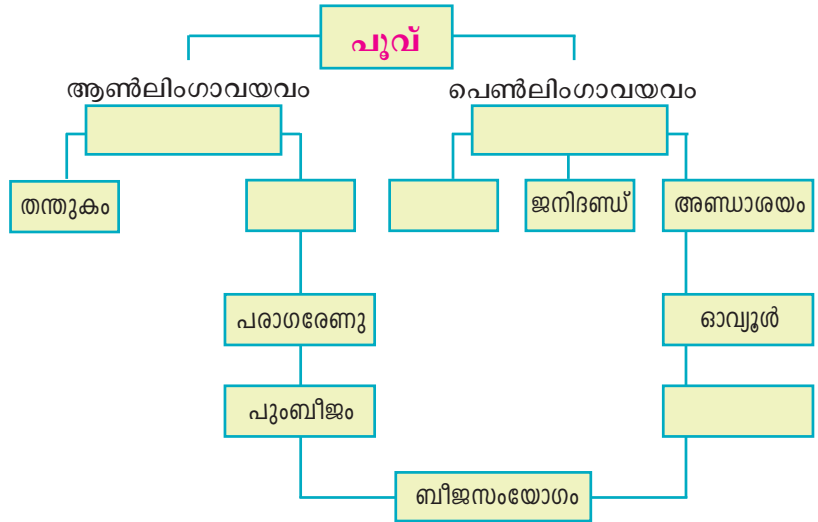 പൂവ്
ആൺലിംഗാവയവം
പെൺലിംഗാവയവം
തന്തുകം
ജനിദണ്ഡ്
അണ്ഡാശയം
പരാഗരേണു
ഓവ്യൂൾ
പുംബീജം
ബീജസംയോഗം